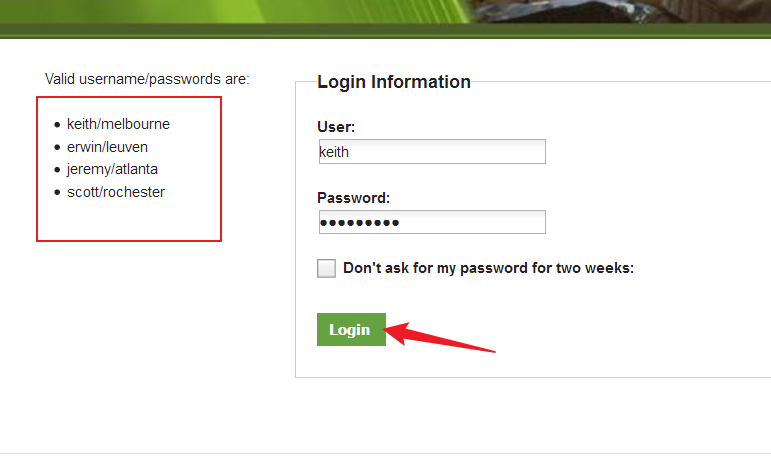 Valid username/passwords are:
keith/melbourne
erwin/leuven
jeremy/atlanta
scott/rochester
Login Information
User:
keith
Password:
●●●●●●●●●
Don't ask for my password for two weeks:
Login